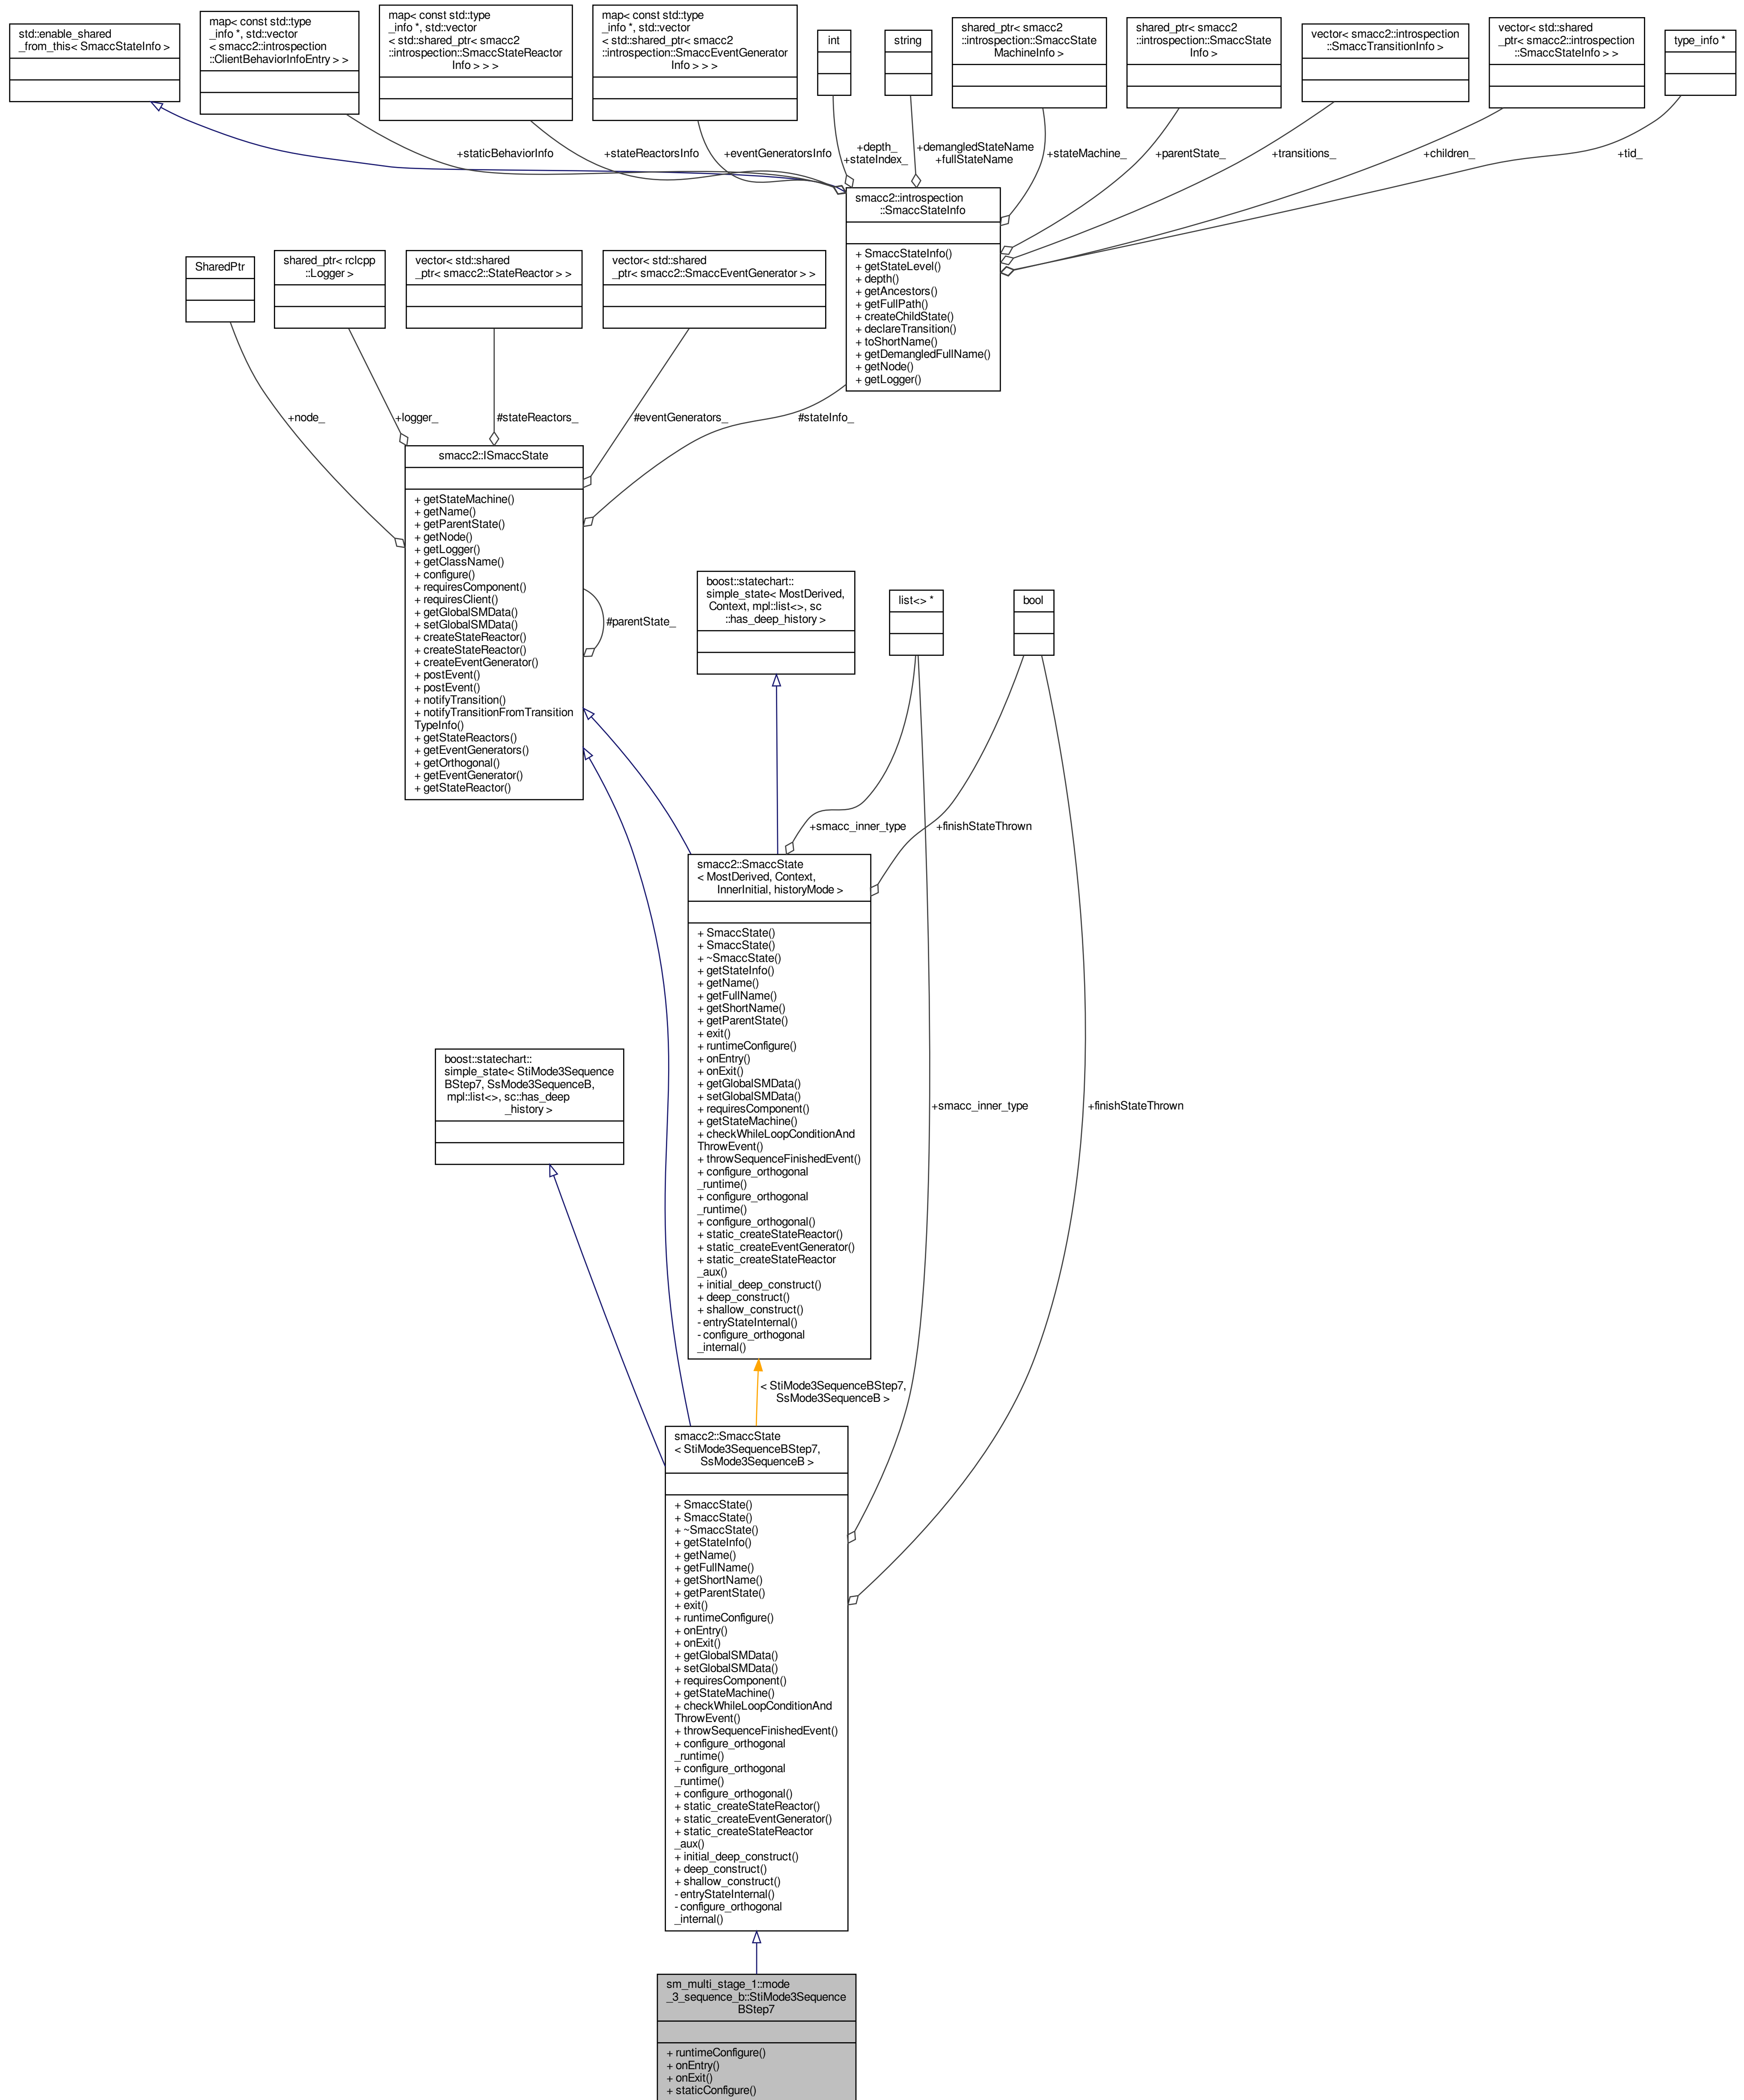 std::enable_shared
_from_this< SmaccStateInfo >
map< const std::type
_info *, std::vector
< smacc2::introspection
::ClientBehaviorInfoEntry > >
map< const std::type
_info *, std::vector
< std::shared_ptr< smacc2
::introspection::SmaccStateReactor
Info > > >
map< const std::type
_info *, std::vector
< std::shared_ptr< smacc2
::introspection::SmaccEventGenerator
Info > > >
int
string
shared_ptr< smacc2
::introspection::SmaccState
MachineInfo >
shared_ptr< smacc2
::introspection::SmaccState
Info >
vector< smacc2::introspection
::SmaccTransitionInfo >
vector< std::shared
_ptr< smacc2::introspection
::SmaccStateInfo > >
type_info *
+staticBehaviorInfo
+stateReactorsInfo
+eventGeneratorsInfo
+depth_
+stateIndex_
+demangledStateName
+fullStateName
+stateMachine_
+parentState_
+transitions_
+children_
+tid_
smacc2::introspection
::SmaccStateInfo
+ SmaccStateInfo()
+ getStateLevel()
+ depth()
+ getAncestors()
+ getFullPath()
+ createChildState()
+ declareTransition()
+ toShortName()
+ getDemangledFullName()
+ getNode()
+ getLogger()
SharedPtr
shared_ptr< rclcpp
::Logger >
vector< std::shared
_ptr< smacc2::StateReactor > >
vector< std::shared
_ptr< smacc2::SmaccEventGenerator > >
+node_
+logger_
#stateReactors_
#eventGenerators_
#stateInfo_
smacc2::ISmaccState
+ getStateMachine()
+ getName()
+ getParentState()
+ getNode()
+ getLogger()
+ getClassName()
+ configure()
+ requiresComponent()
+ requiresClient()
+ getGlobalSMData()
+ setGlobalSMData()
+ createStateReactor()
+ createStateReactor()
+ createEventGenerator()
+ postEvent()
+ postEvent()
+ notifyTransition()
+ notifyTransitionFromTransition
TypeInfo()
+ getStateReactors()
+ getEventGenerators()
+ getOrthogonal()
+ getEventGenerator()
+ getStateReactor()
#parentState_
boost::statechart::
simple_state< MostDerived,
Context, mpl::list<>, sc
::has_deep_history >
list<> *
bool
+smacc_inner_type
+finishStateThrown
smacc2::SmaccState
< MostDerived, Context,
InnerInitial, historyMode >
+ SmaccState()
+ SmaccState()
+ ~SmaccState()
+ getStateInfo()
+ getName()
+ getFullName()
+ getShortName()
+ getParentState()
+ exit()
+ runtimeConfigure()
+ onEntry()
+ onExit()
+ getGlobalSMData()
+ setGlobalSMData()
+ requiresComponent()
+ getStateMachine()
+ checkWhileLoopConditionAnd
ThrowEvent()
+ throwSequenceFinishedEvent()
+ configure_orthogonal
_runtime()
+ configure_orthogonal
_runtime()
+ configure_orthogonal()
+ static_createStateReactor()
+ static_createEventGenerator()
+ static_createStateReactor
_aux()
+ initial_deep_construct()
+ deep_construct()
+ shallow_construct()
- entryStateInternal()
- configure_orthogonal
_internal()
boost::statechart::
simple_state< StiMode3Sequence
BStep7, SsMode3SequenceB,
mpl::list<>, sc::has_deep
_history >
+smacc_inner_type
+finishStateThrown
< StiMode3SequenceBStep7,
SsMode3SequenceB >
smacc2::SmaccState
< StiMode3SequenceBStep7,
SsMode3SequenceB >
+ SmaccState()
+ SmaccState()
+ ~SmaccState()
+ getStateInfo()
+ getName()
+ getFullName()
+ getShortName()
+ getParentState()
+ exit()
+ runtimeConfigure()
+ onEntry()
+ onExit()
+ getGlobalSMData()
+ setGlobalSMData()
+ requiresComponent()
+ getStateMachine()
+ checkWhileLoopConditionAnd
ThrowEvent()
+ throwSequenceFinishedEvent()
+ configure_orthogonal
_runtime()
+ configure_orthogonal
_runtime()
+ configure_orthogonal()
+ static_createStateReactor()
+ static_createEventGenerator()
+ static_createStateReactor
_aux()
+ initial_deep_construct()
+ deep_construct()
+ shallow_construct()
- entryStateInternal()
- configure_orthogonal
_internal()
sm_multi_stage_1::mode
_3_sequence_b::StiMode3Sequence
BStep7
+ runtimeConfigure()
+ onEntry()
+ onExit()
+ staticConfigure()